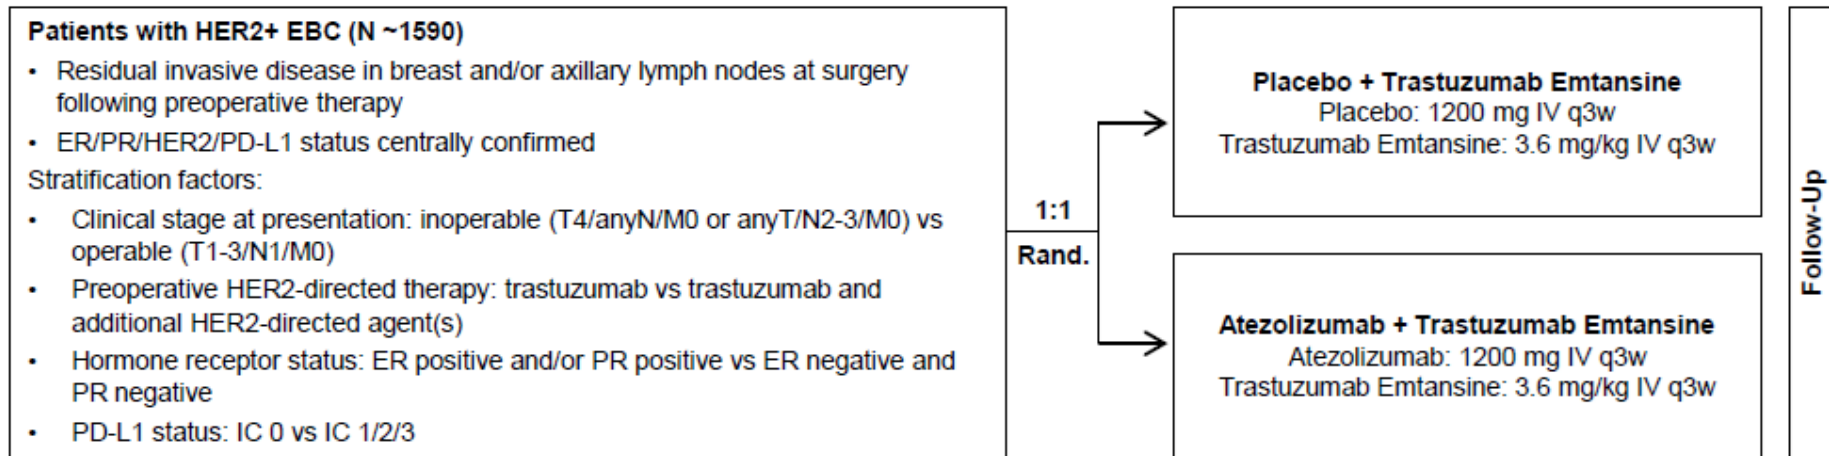 Patients with HER2+ EBC (N ~1590)
• Residual invasive disease in breast and/or axillary lymph nodes at surgery
following preoperative therapy
• ER/PR/HER2/PD-L1 status centrally confirmed
Stratification factors:
• Clinical stage at presentation: inoperable (T4/anyN/M0 or anyT/N2-3/M0) vs
operable (T1-3/N1/M0)
• Preoperative HER2-directed therapy: trastuzumab vs trastuzumab and
additional HER2-directed agent(s)
• Hormone receptor status: ER positive and/or PR positive vs ER negative and
PR negative
• PD-L1 status: IC 0 vs IC 1/2/3
1:1
Rand.
Placebo + Trastuzumab Emtansine
Placebo: 1200 mg IV q3w
Trastuzumab Emtansine: 3.6 mg/kg IV q3w
Atezolizumab + Trastuzumab Emtansine
Atezolizumab: 1200 mg IV q3w
Trastuzumab Emtansine: 3.6 mg/kg IV q3w
Follow-Up